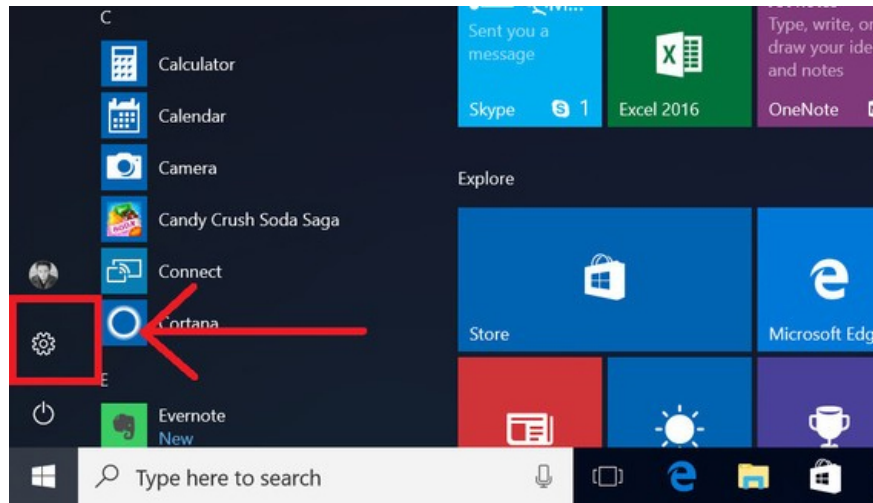 C
Calculator
Calendar
Camera
Candy Crush Soda Saga
Connect
Cortana
E
Evernote
New
Sent you a
message
Skype
1
Excel 2016
Type, write, or
draw your ide
and notes
OneNote
Explore
Store
Microsoft Edg
Type here to search